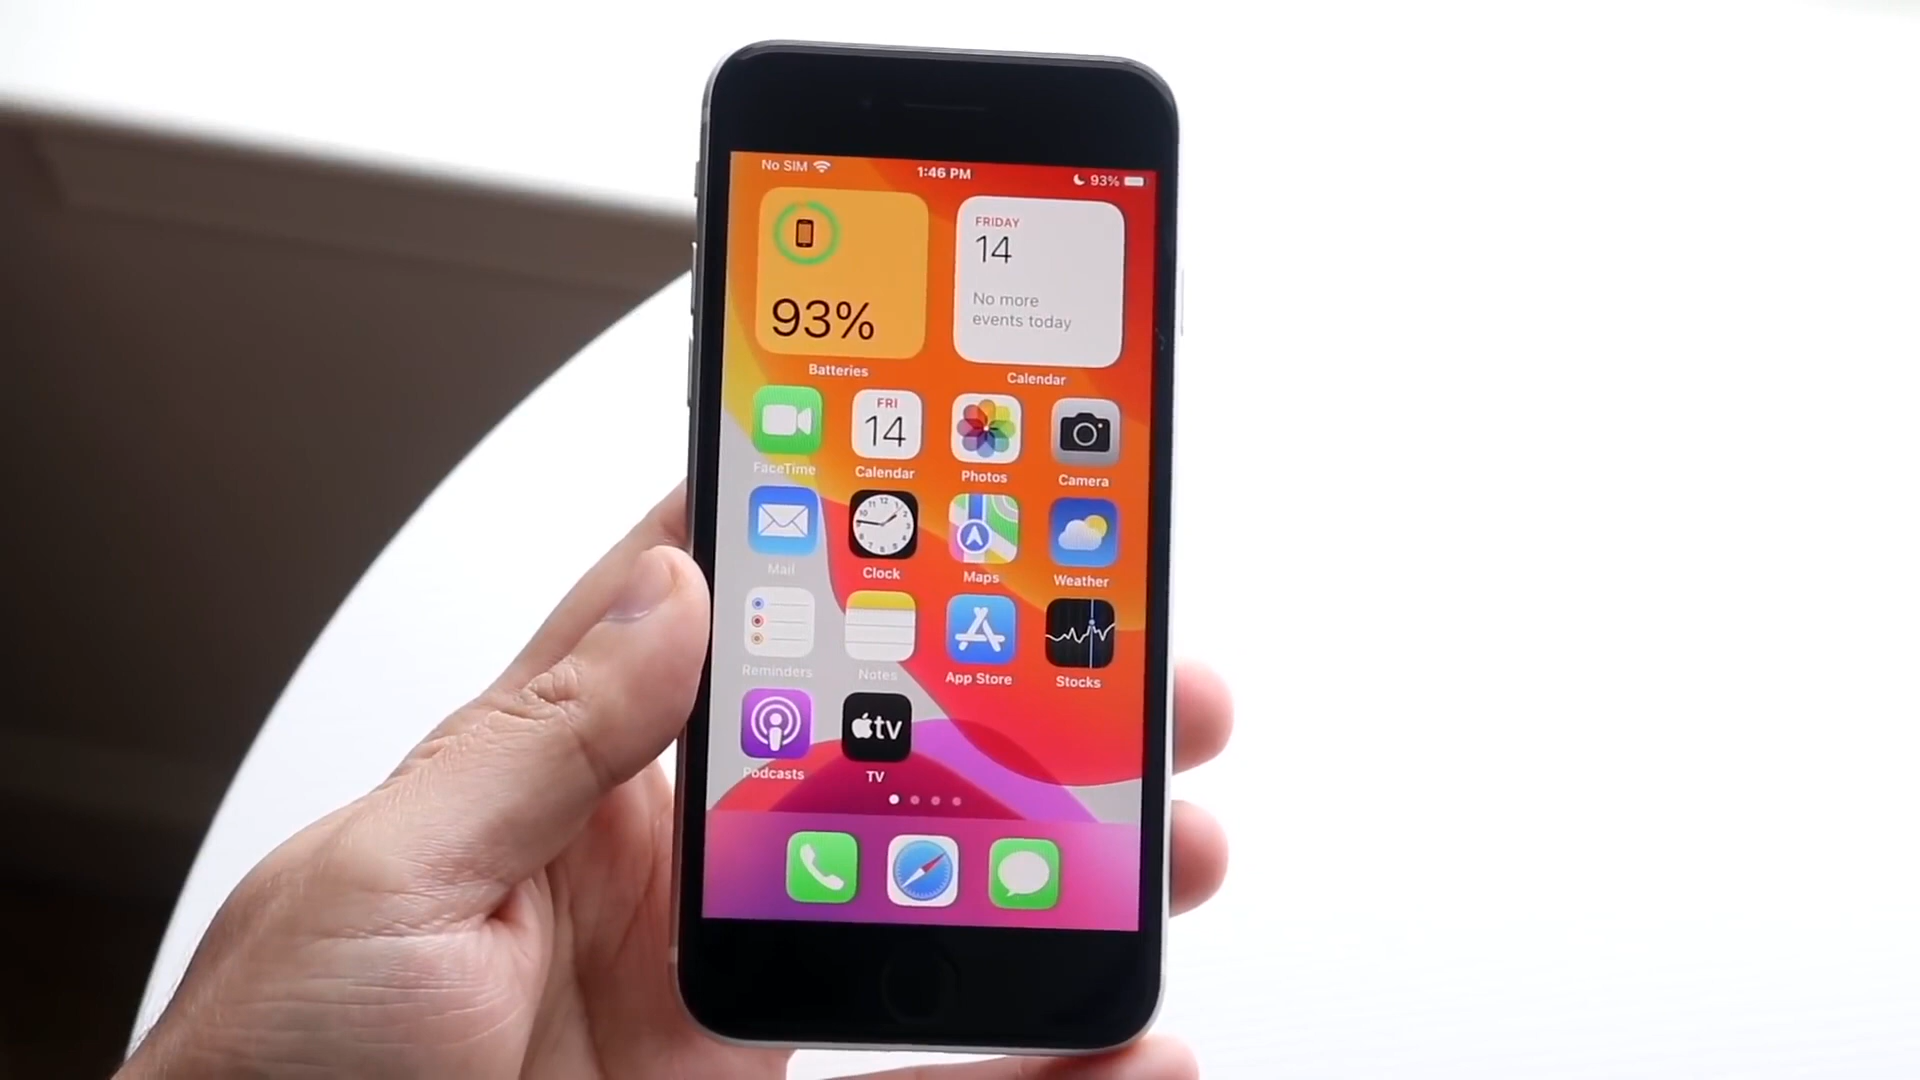 No SIM
1:46 PM
93%
93%
Batteries
FRIDAY
14
No more
events today
Calendar
FaceTime
FRI
14
Calendar
Photos
Camera
Mail
Clock
Maps
Weather
Reminders
Notes
App Store
Stocks
Podcasts
tv
TV